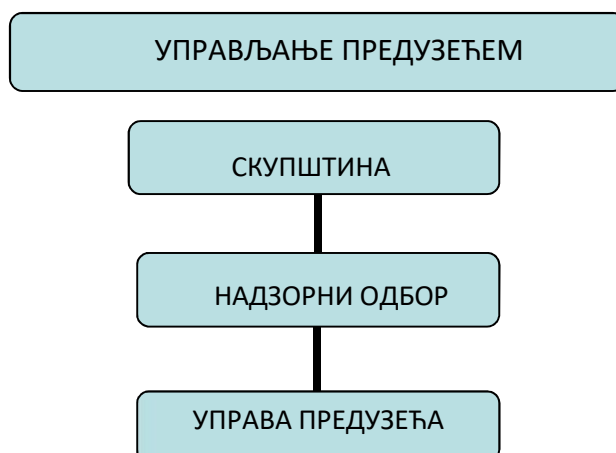 УПРАВЉАЊЕ ПРЕДУЗЕЋЕМ
СКУПШТИНА
НАДЗОРНИ ОДБОР
УПРАВА ПРЕДУЗЕЋА